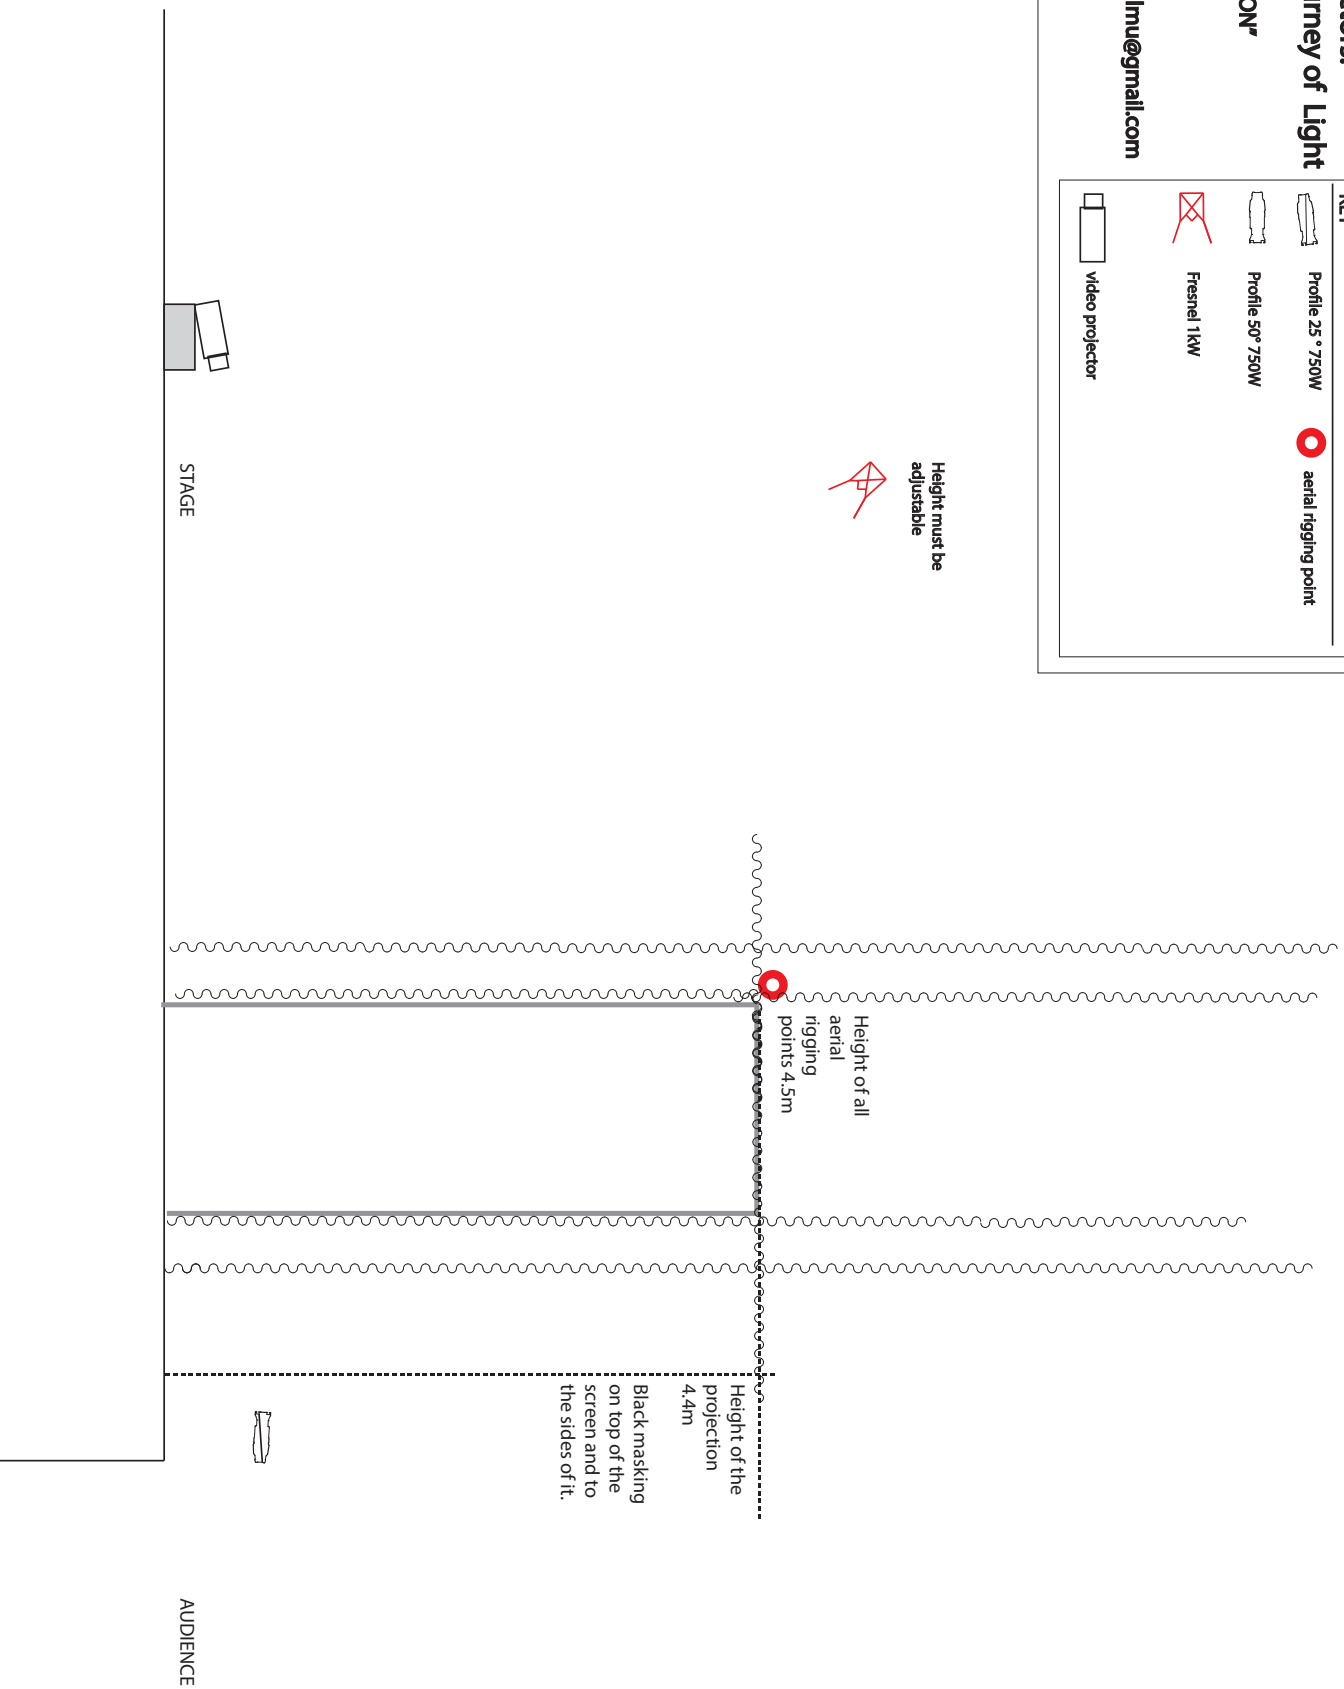 urney of Light
ON"
lmu@gmail.com
KEY
Profile 25 ° 750W
aerial rigging point
Profile 50° 750W
Fresnel 1kW
video projector
Height must be
adjustable
Height of all
aerial
rigging
points 4.5m
Height of the
projection
4.4m
Black masking
on top of the
screen and to
the sides of it.
STAGE
AUDIENCE